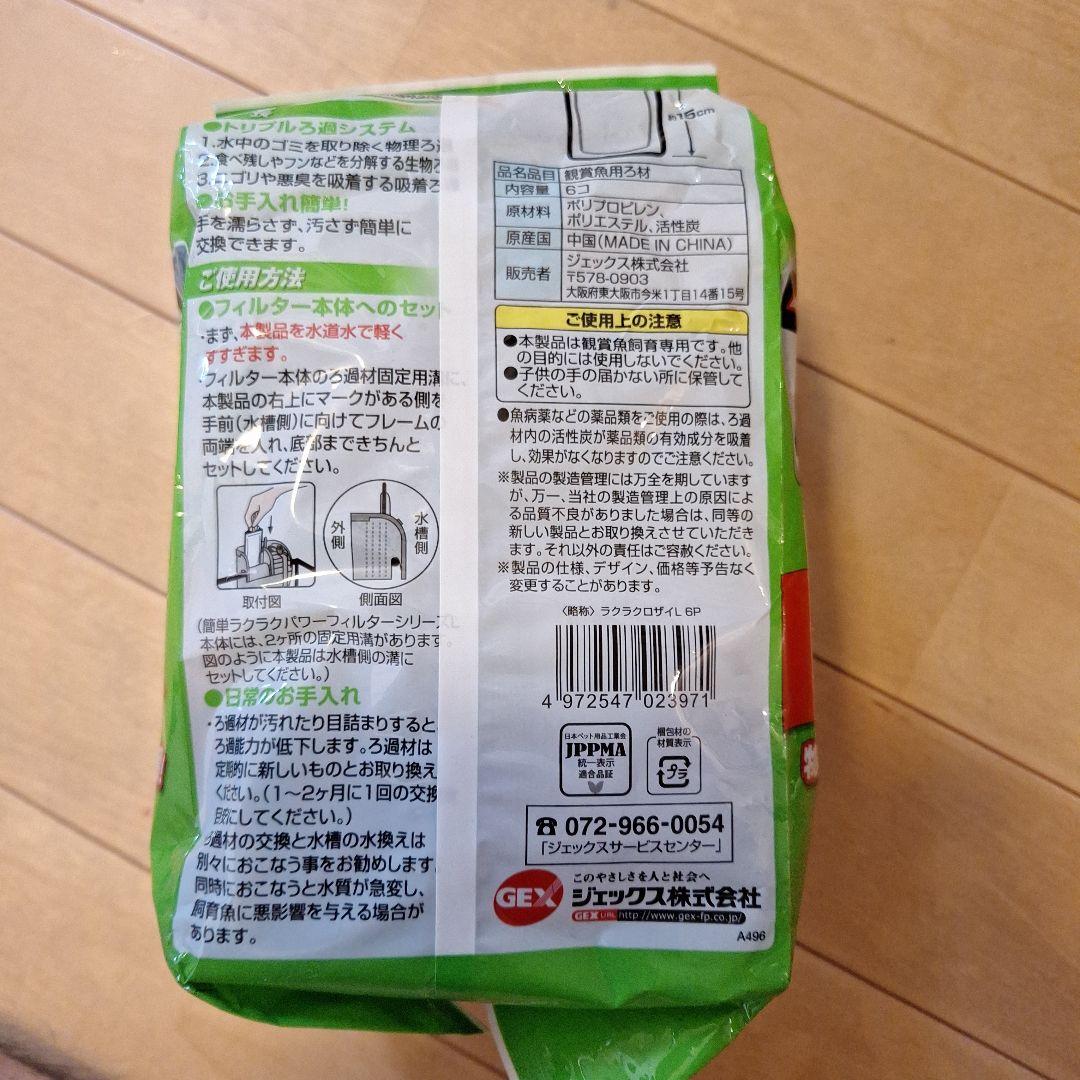 ●トリプルろ過システム
1.水中のゴミを取り除く物理ろ過
2.食べ残しやフンなどを分解する生物ろ
3.ニゴリや悪臭を吸着する吸着ろ
●お手入れ簡単!
手を濡らさず、汚さず簡単に
交換できます。
ご使用方法
●フィルター本体へのセット
・まず、本製品を水道水で軽く
すすぎます。
・フィルター本体のろ過材固定用溝に、
本製品の右上にマークがある側を
手前(水槽側)に向けてフレームの
両端を入れ、底部まできちんと
セットしてください。
外側
水槽側
取付図
側面図
(簡単ラクラクパワーフィルターシリーズL
本体には、2ヶ所の固定用溝があります。
図のように本製品は水槽側の溝に
セットしてください。)
●日常のお手入れ
・ろ過材が汚れたり目詰まりすると
ろ過能力が低下します。ろ過材は
定期的に新しいものとお取り換え
ください。(1〜2ヶ月に1回の交換
目安にしてください。)
ろ過材の交換と水槽の水換えは
別々におこなう事をお勧めします
同時におこなうと水質が急変し、
飼育魚に悪影響を与える場合が
あります。
約15cm
品名品目 観賞魚用ろ材
内容量 6コ
原材料 ポリプロピレン、
ポリエステル、活性炭
原産国 中国(MADE IN CHINA)
販売者 ジェックス株式会社
〒578-0903
大阪府東大阪市今米1丁目14番15号
ご使用上の注意
●本製品は観賞魚飼育専用です。他
の目的には使用しないでください。
●子供の手の届かない所に保管して
ください。
●魚病薬などの薬品類をご使用の際は、ろ過
材内の活性炭が薬品類の有効成分を吸着
し、効果がなくなりますのでご注意ください。
※製品の製造管理には万全を期しています
が、万一、当社の製造管理上の原因によ
る品質不良がありました場合は、同等の
新しい製品とお取り換えさせていただき
ます。それ以外の責任はご容赦ください。
※製品の仕様、デザイン、価格等予告なく
変更することがあります。
〈略称〉ラクラクロザイL 6P
4 972547 023971
日本ペット用品工業会
JPPMA
統一表示
適合品証
梱包材の
材質表示
プラ
☎ 072-966-0054
「ジェックスサービスセンター」
このやさしさを人と社会へ
GEX ジェックス株式会社
GEX URL http://www.gex-fp.co.jp/
A496